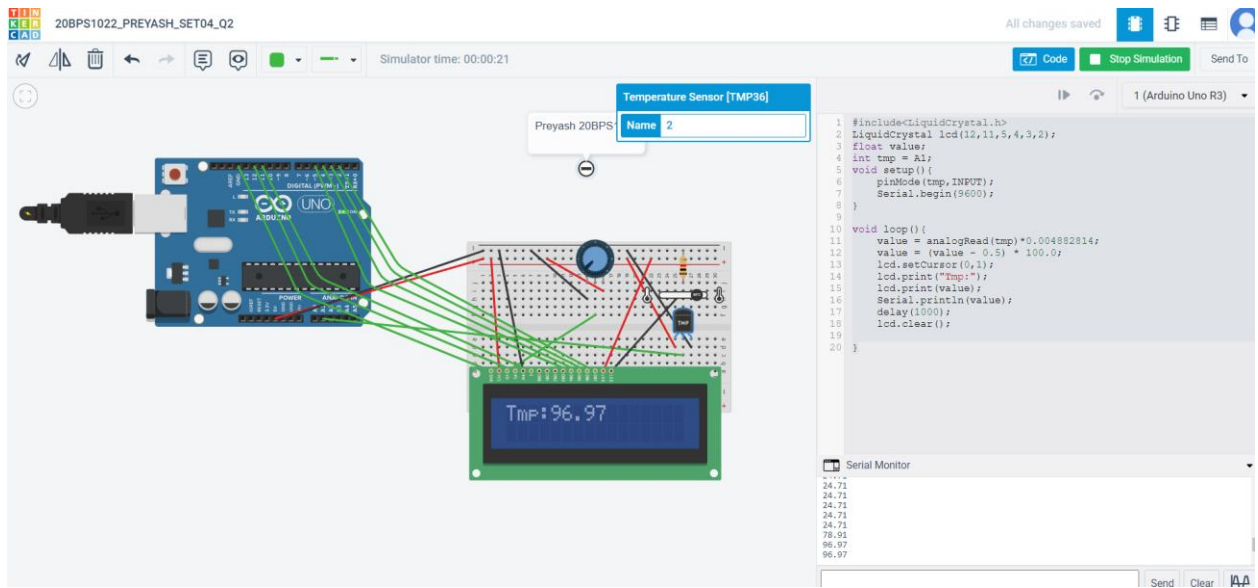 TIN
KER
CAD
20BPS1022_PREYASH_SET04_Q2
All changes saved
Simulator time: 00:00:21
Code
Stop Simulation
Send To
Temperature Sensor [TMP36]
Name 2
Preyash 20BPS1
1 (Arduino Uno R3)
DIGITAL (PWM~)
UNO
ARDUINO
POWER
TMP
Tmp:96.97
1 #include<LiquidCrystal.h>
2 LiquidCrystal lcd(12,11,5,4,3,2);
3 float value;
4 int tmp = A1;
5 void setup(){
6 pinMode(tmp,INPUT);
7 Serial.begin(9600);
8 }
9
10 void loop(){
11 value = analogRead(tmp)*0.004882814;
12 value = (value - 0.5) * 100.0;
13 lcd.setCursor(0,1);
14 lcd.print("Tmp:");
15 lcd.print(value);
16 Serial.println(value);
17 delay(1000);
18 lcd.clear();
19
20 }
Serial Monitor
24.71
24.71
24.71
24.71
24.71
78.91
96.97
96.97
Send
Clear